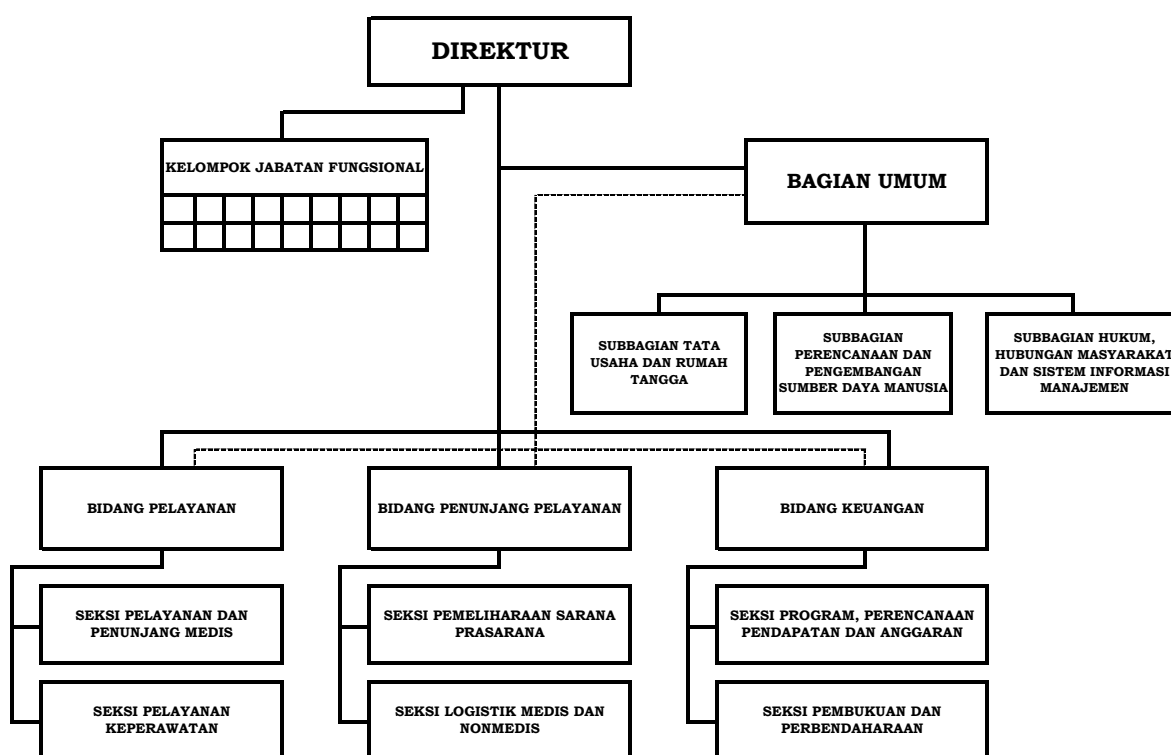 DIREKTUR
KELOMPOK JABATAN FUNGSIONAL
BAGIAN UMUM
SUBBAGIAN TATA
USAHA DAN RUMAH
TANGGA
SUBBAGIAN
PERENCANAAN DAN
PENGEMBANGAN
SUMBER DAYA MANUSIA
SUBBAGIAN HUKUM,
HUBUNGAN MASYARAKAT
DAN SISTEM INFORMASI
MANAJEMEN
BIDANG PELAYANAN
BIDANG PENUNJANG PELAYANAN
BIDANG KEUANGAN
SEKSI PELAYANAN DAN
PENUNJANG MEDIS
SEKSI PEMELIHARAAN SARANA
PRASARANA
SEKSI PROGRAM, PERENCANAAN
PENDAPATAN DAN ANGGARAN
SEKSI PELAYANAN
KEPERAWATAN
SEKSI LOGISTIK MEDIS DAN
NONMEDIS
SEKSI PEMBUKUAN DAN
PERBENDAHARAAN